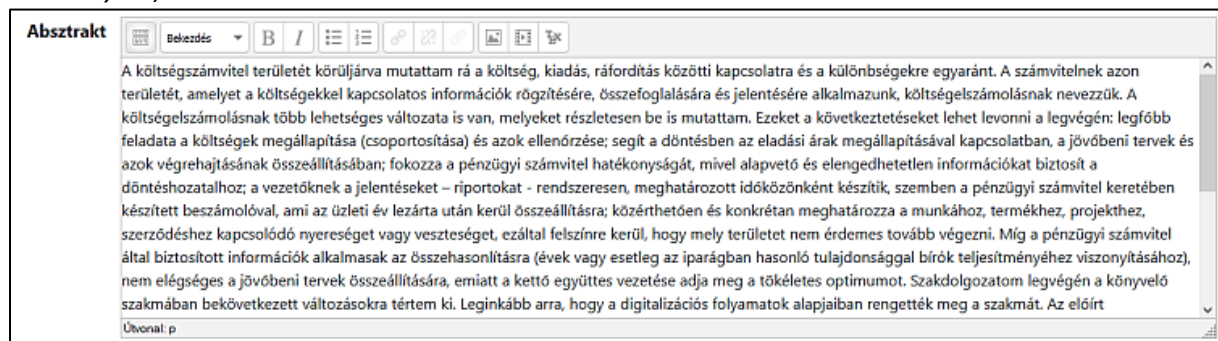 Absztrakt
Bekezdés
B I
A költségszámvitel területét körüljárva mutattam rá a költség, kiadás, ráfordítás közötti kapcsolatra és a különbségekre egyaránt. A számvitelnek azon
területét, amelyet a költségekkel kapcsolatos információk rögzítésére, összefoglalására és jelentésére alkalmazunk, költségelszámolásnak nevezzük. A
költségelszámolásnak több lehetséges változata is van, melyeket részletesen be is mutattam. Ezeket a következtetéseket lehet levonni a legvégén: legfőbb
feladata a költségek megállapítása (csoportosítása) és azok ellenőrzése; segít a döntésben az eladási árak megállapításával kapcsolatban, a jövőbeni tervek és
azok végrehajtásának összeállításában; fokozza a pénzügyi számvitel hatékonyságát, mivel alapvető és elengedhetetlen információkat biztosít a
döntéshozatalhoz; a vezetőknek a jelentéseket – riportokat - rendszeresen, meghatározott időközönként készítik, szemben a pénzügyi számvitel keretében
készített beszámolóval, ami az üzleti év lezárta után kerül összeállításra; közérthetően és konkrétan meghatározza a munkához, termékhez, projekthez,
szerződéshez kapcsolódó nyereséget vagy veszteséget, ezáltal felszínre kerül, hogy mely területet nem érdemes tovább végezni. Míg a pénzügyi számvitel
által biztosított információk alkalmasak az összehasonlításra (évek vagy esetleg az iparágban hasonló tulajdonsággal bírók teljesítményéhez viszonyításához),
nem elégséges a jövőbeni tervek összeállítására, emiatt a kettő együttes vezetése adja meg a tökéletes optimumot. Szakdolgozatom legvégén a könyvelő
szakmában bekövetkezett változásokra tértem ki. Leginkább arra, hogy a digitalizációs folyamatok alapjaiban rengették meg a szakmát. Az előírt
Útvonal: p